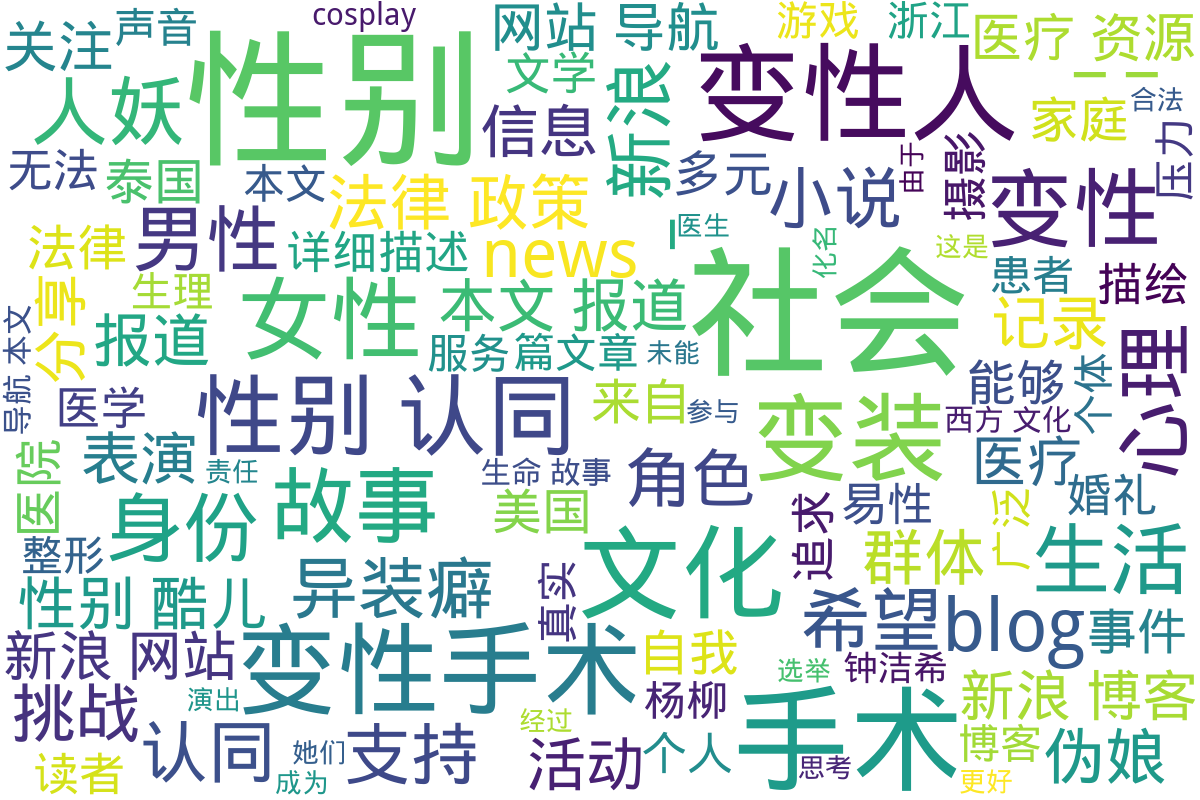 关注
声音
cosplay
网站 导航
游戏
浙江
医疗 资源
人妖
性别
文学
信息
新浪
变性人
一一
家庭
合法
无法
泰国
本文
法律 政策
多元
小说
由于
摄影
变性
压力
法律
男性
详细描述
news
医生
化名
这是
患者
描绘
生理
分享
女性
本文 报道
社会
记录
心理
导航 本文
报道
服务
篇文章
未能
能够
个体
医学
性别 认同
来自
参与
变装
西方 文化
医院
表演
责任
故事
生命 故事
美国
角色
医疗
追求
易性
广泛
婚礼
整形
身份
异装癖
真实
文化
群体
生活
性别 酷儿
希望
blog
事件
新浪 网站
变性手术
自我
选举
钟洁希
挑战
演出
杨柳
手术
新浪 博客
读者
认同
她们
成为
支持
经过
活动
个人
思考
博客
更好
伪娘